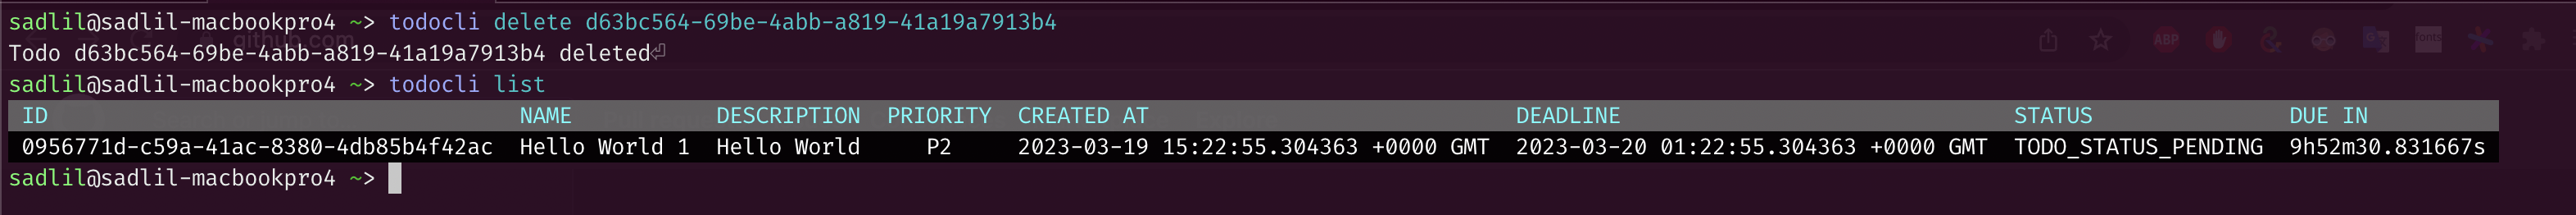 sadlil@sadlil-macbookpro4 ~> todocli delete d63bc564-69be-4abb-a819-41a19a7913b4
github.com
Todo d63bc564-69be-4abb-a819-41a19a7913b4 deleted⏎
ABP
sadlil@sadlil-macbookpro4 ~> todocli list
ID NAME DESCRIPTION PRIORITY CREATED AT DEADLINE STATUS DUE IN
0956771d-c59a-41ac-8380-4db85b4f42ac Hello World 1 Hello World P2 2023-03-19 15:22:55.304363 +0000 GMT 2023-03-20 01:22:55.304363 +0000 GMT TODO_STATUS_PENDING 9h52m30.831667s
sadlil@sadlil-macbookpro4 ~>